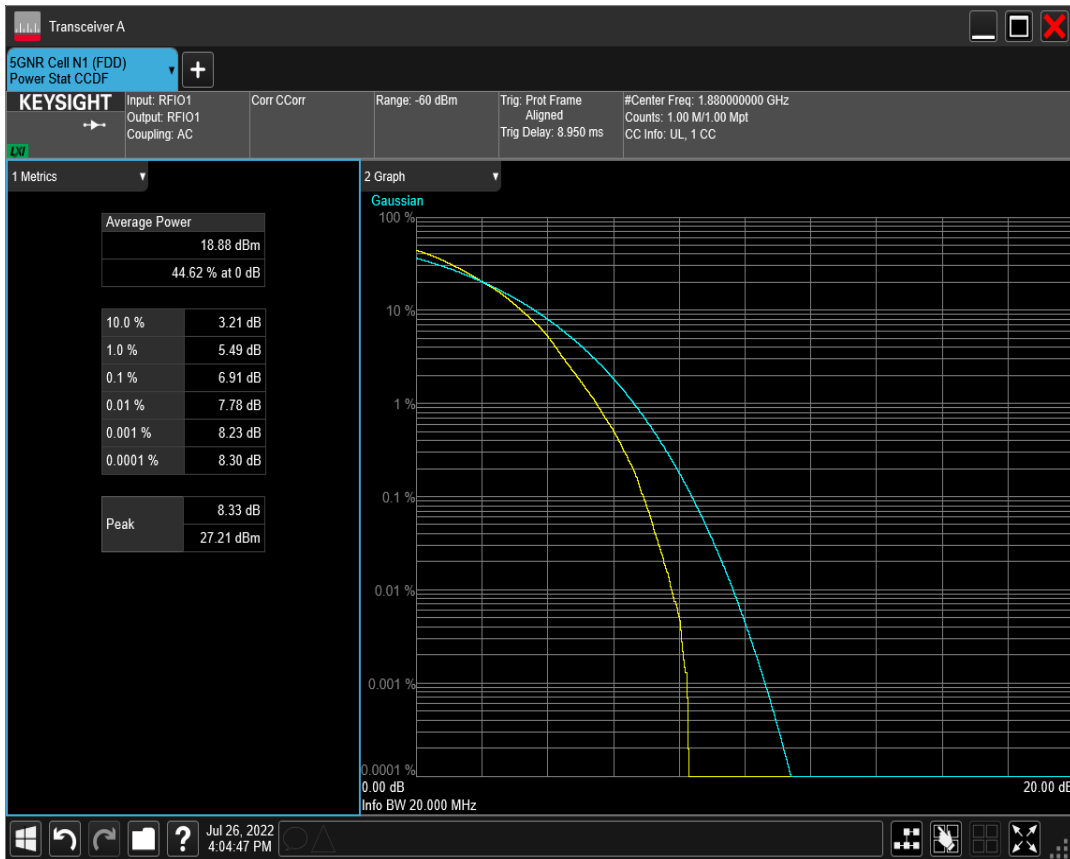 Transceiver A
5GNR Cell N1 (FDD)
Power Stat CCDF
+
KEYSIGHT
LXI
Input: RFIO1
Output: RFIO1
Coupling: AC
Corr CCorr
Range: -60 dBm
Trig: Prot Frame
Aligned
Trig Delay: 8.950 ms
#Center Freq: 1.880000000 GHz
Counts: 1.00 M/1.00 Mpt
CC Info: UL, 1 CC
1 Metrics
Average Power
18.88 dBm
44.62 % at 0 dB
10.0 % 3.21 dB
1.0 % 5.49 dB
0.1 % 6.91 dB
0.01 % 7.78 dB
0.001 % 8.23 dB
0.0001 % 8.30 dB
Peak
8.33 dB
27.21 dBm
2 Graph
Gaussian
100 %
10 %
1 %
0.1 %
0.01 %
0.001 %
0.0001 %
0.00 dB 20.00 dB
Info BW 20.000 MHz
?
Jul 26, 2022
4:04:47 PM